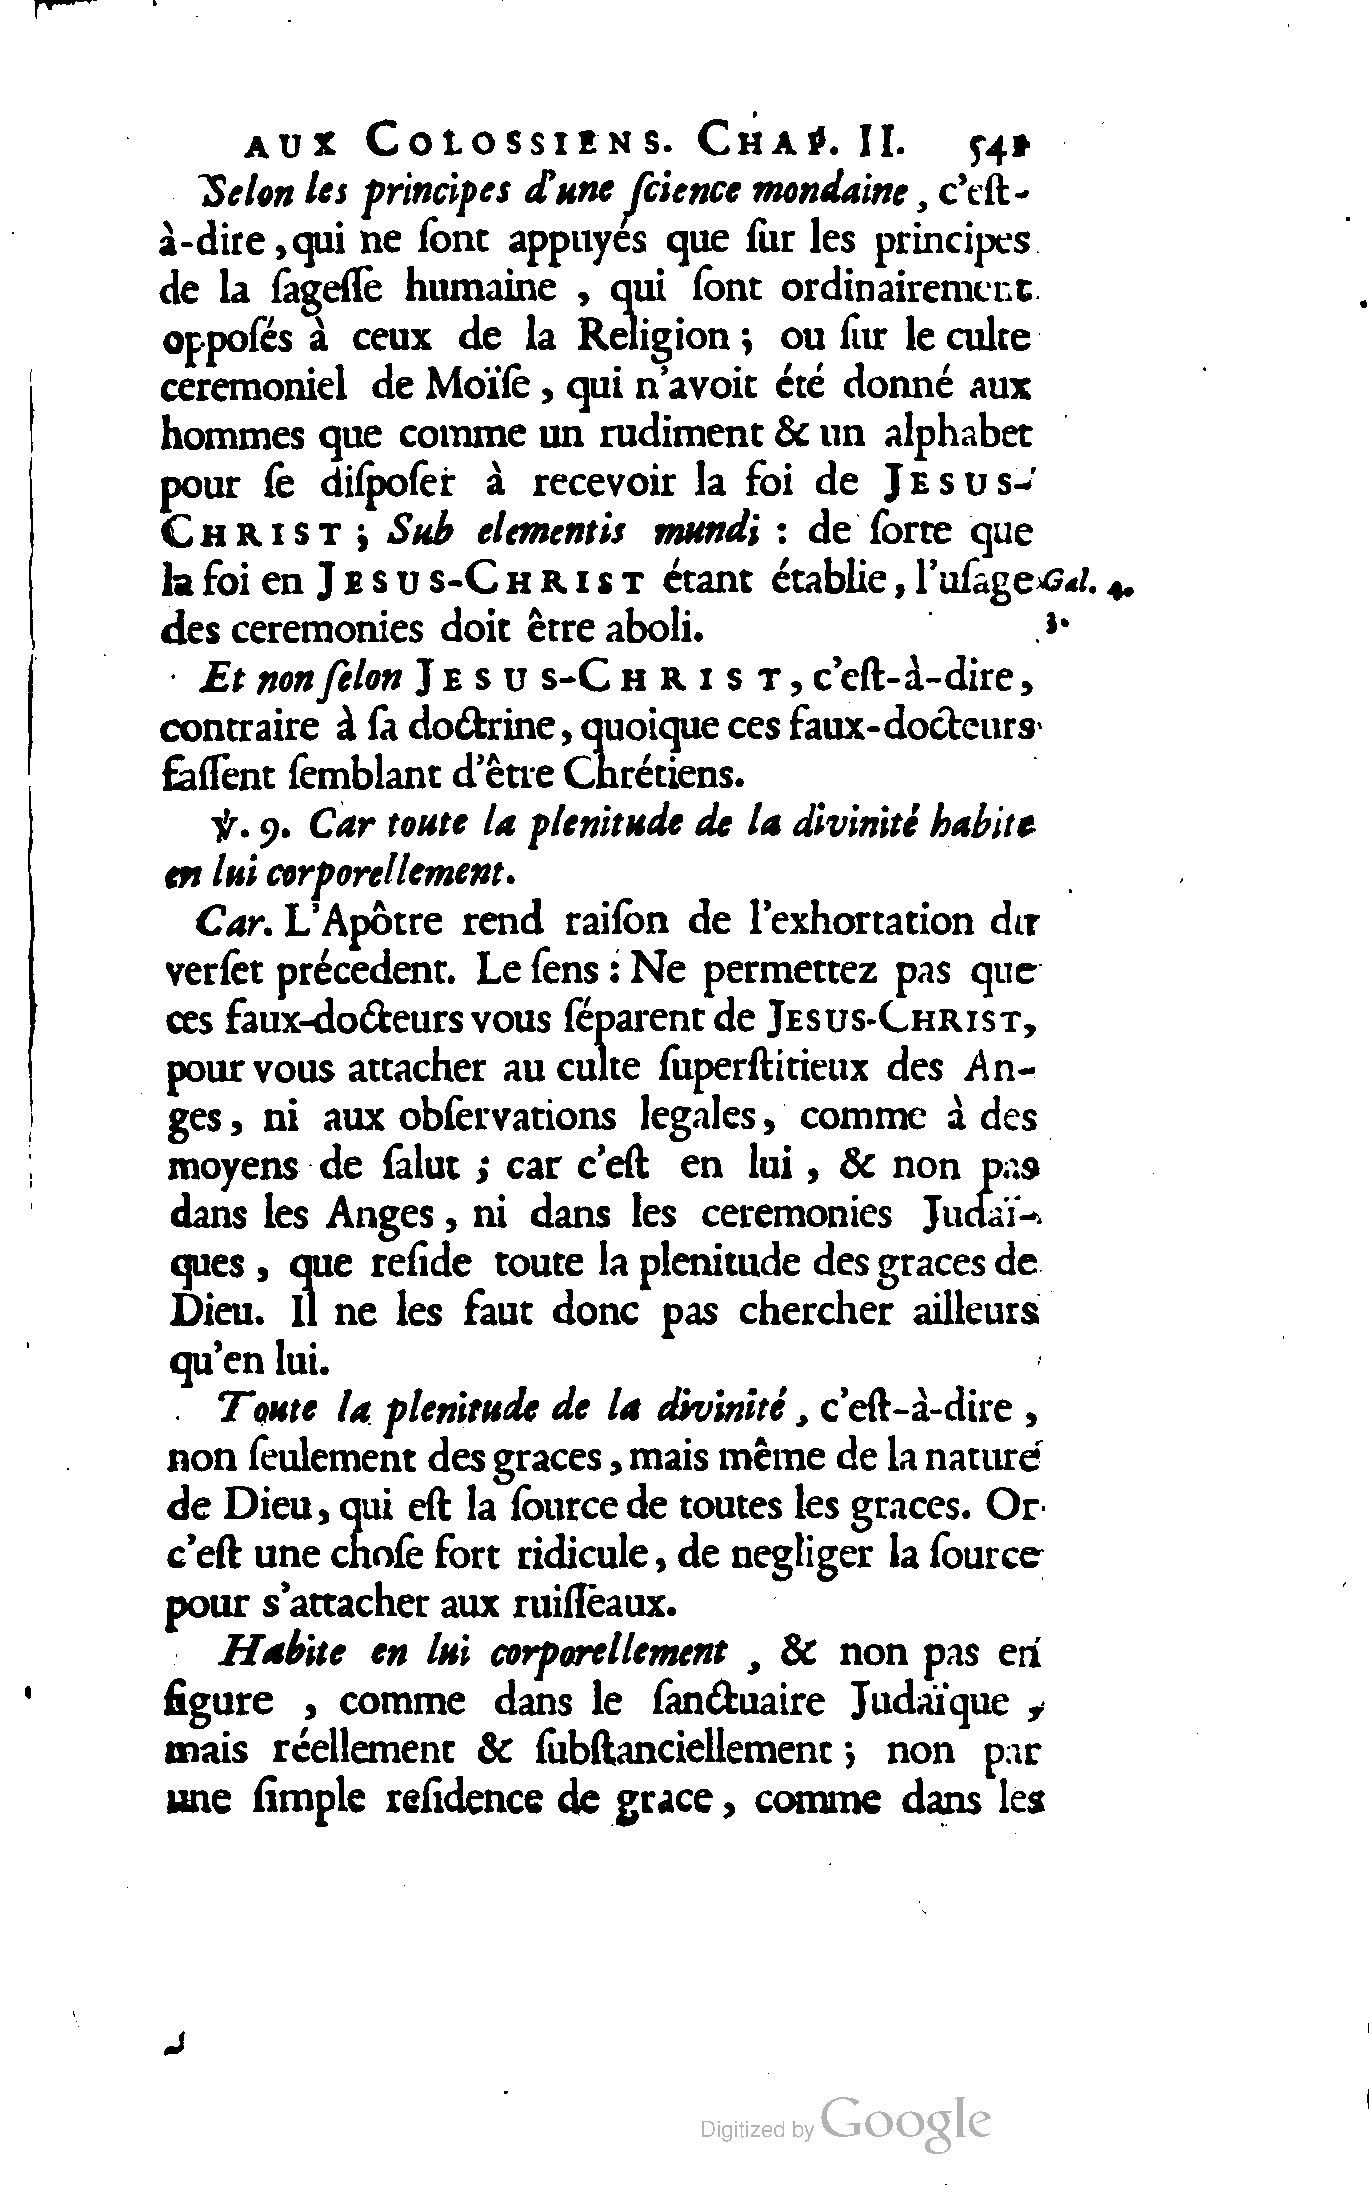 AUX COLOSSIENS. CHAP. II. 541
Selon les principes d'une ſcience mondaine, c'eſt-
à-dire, qui ne ſont appuyés que ſur les principes
de la ſageſſe humaine, qui ſont ordinairement
oppoſés à ceux de la Religion; ou ſur le culte
ceremoniel de Moïſe, qui n'avoit été donné aux
hommes que comme un rudiment & un alphabet
pour ſe diſpoſer à recevoir la foi de JESUS-
CHRIST; Sub elementis mundi: de ſorte que
la foi en JESUS-CHRIST étant établie, l'uſage Gal. 4.
des ceremonies doit être aboli. 3.
Et non ſelon JESUS-CHRIST, c'eſt-à-dire,
contraire à ſa doctrine, quoique ces faux-docteurs
faſſent ſemblant d'être Chrétiens.
℣. 9. Car toute la plenitude de la divinité habite
en lui corporellement.
Car. L'Apôtre rend raiſon de l'exhortation du
verſet précedent. Le ſens: Ne permettez pas que
ces faux-docteurs vous ſéparent de JESUS-CHRIST,
pour vous attacher au culte ſuperſtitieux des An-
ges, ni aux obſervations legales, comme à des
moyens de ſalut; car c'eſt en lui, & non pas
dans les Anges, ni dans les ceremonies Judaï-
ques, que reſide toute la plenitude des graces de
Dieu. Il ne les faut donc pas chercher ailleurs
qu'en lui.
Toute la plenitude de la divinité, c'eſt-à-dire,
non ſeulement des graces, mais même de la nature
de Dieu, qui eſt la ſource de toutes les graces. Or
c'eſt une choſe fort ridicule, de negliger la ſource
pour s'attacher aux ruiſſeaux.
Habite en lui corporellement, & non pas en
figure, comme dans le ſanctuaire Judaïque,
mais réellement & ſubſtanciellement; non par
une ſimple reſidence de grace, comme dans les
Digitized by Google